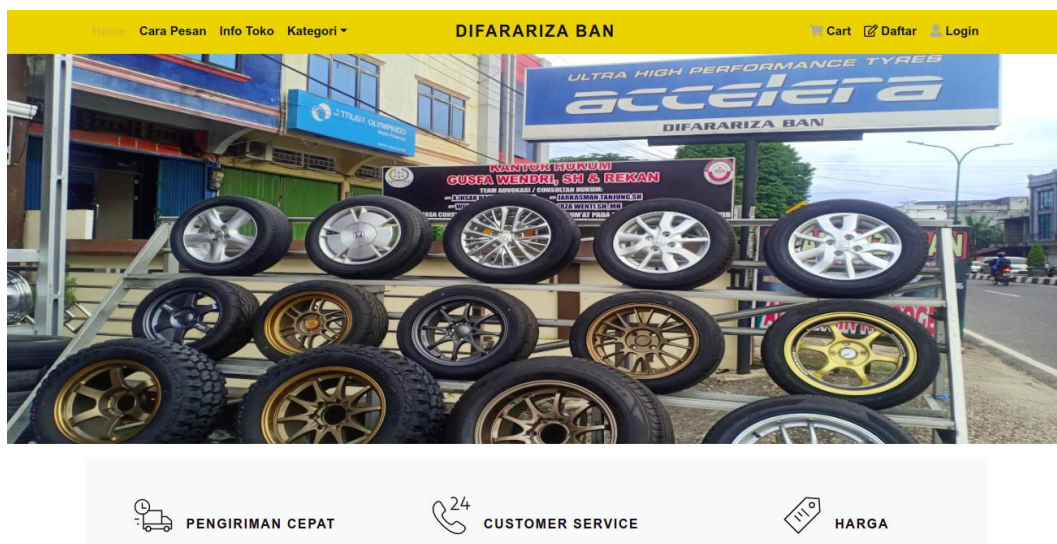 Home Cara Pesan Info Toko Kategori
DIFARARIZA BAN
Cart Daftar Login
ULTRA HIGH PERFORMANCE TYRES
accelera
DIFARARIZA BAN
J TRUST OLYMPINDO
KANTOR HUKUM
GUSFA WENDRI, SH & REKAN
TEAM ADVOKASI / CONSULTAN HUKUM:
24
PENGIRIMAN CEPAT
CUSTOMER SERVICE
HARGA